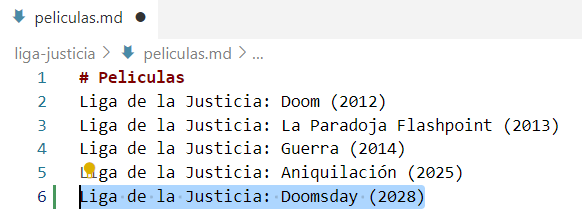 peliculas.md
liga-justicia > peliculas.md > ...
1 # Peliculas
2 Liga de la Justicia: Doom (2012)
3 Liga de la Justicia: La Paradoja Flashpoint (2013)
4 Liga de la Justicia: Guerra (2014)
5 Liga de la Justicia: Aniquilación (2025)
6 Liga de la Justicia: Doomsday (2028)